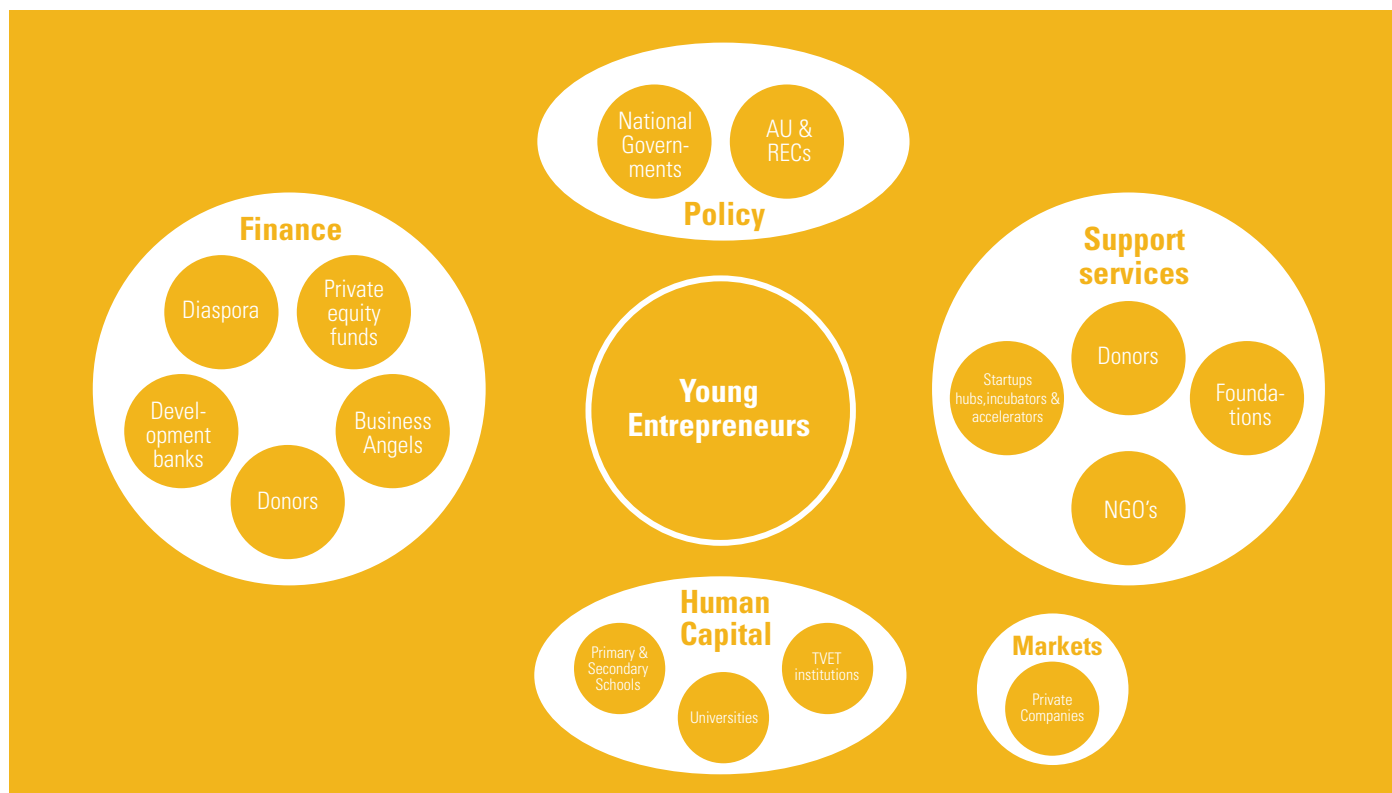 National
Govern-
ments
AU &
RECs
Policy
Finance
Diaspora
Private
equity
funds
Devel-
opment
banks
Business
Angels
Donors
Young
Entrepreneurs
Support
services
Donors
Startups
hubs,incubators &
accelerators
Founda-
tions
NGO's
Human
Capital
Primary &
Secondary
Schools
Universities
TVET
institutions
Markets
Private
Companies